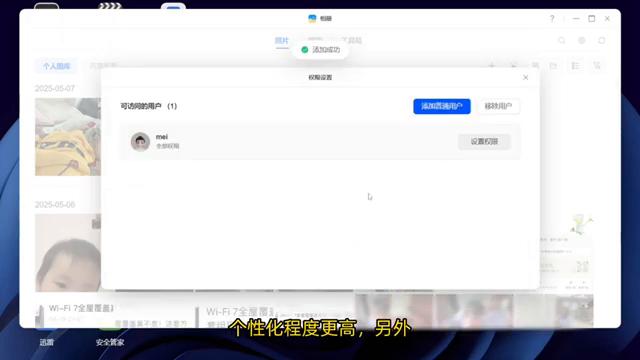 相册
照片
工具箱
添加成功
个人图库
权限设置
2025-05-07
可访问的用户 (1)
添加普通用户
移除用户
mei
全部权限
设置权限
2025-05-06
Wi-Fi 7全屋覆盖
Wi-Fi 7全屋覆盖
个性化程度更高，另外
迅雷
安全管家